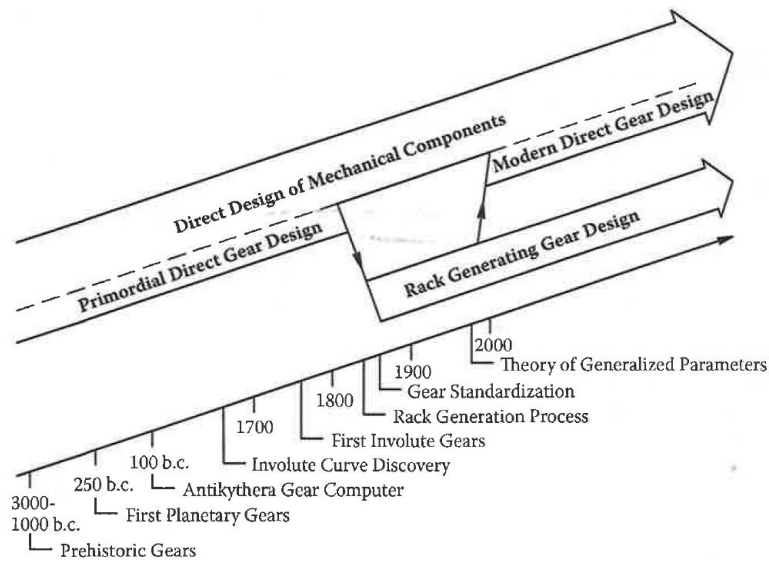 Direct Design of Mechanical Components
Modern Direct Gear Design
Primordial Direct Gear Design
Rack Generating Gear Design
2000
Theory of Generalized Parameters
1900
Gear Standardization
1800
Rack Generation Process
1700
First Involute Gears
100 b.c.
Involute Curve Discovery
250 b.c.
Antikythera Gear Computer
3000-
1000 b.c.
First Planetary Gears
Prehistoric Gears